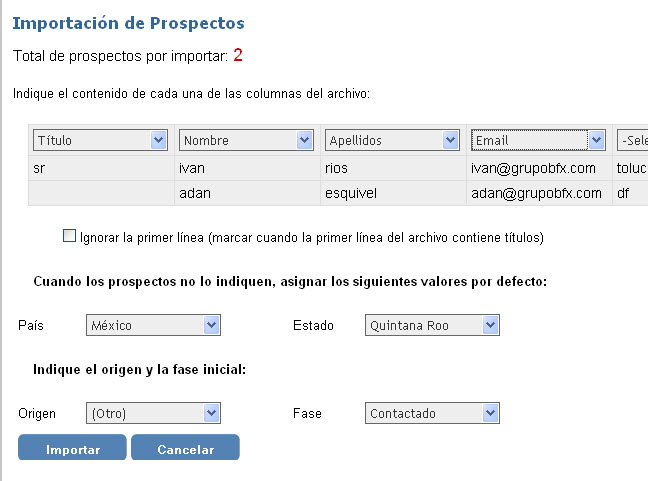 Importación de Prospectos
Total de prospectos por importar: 2
Indique el contenido de cada una de las columnas del archivo:
Título Nombre Apellidos Email -Sele
sr ivan rios ivan@grupobfx.com toluc
adan esquivel adan@grupobfx.com df
Ignorar la primer línea (marcar cuando la primer línea del archivo contiene títulos)
Cuando los prospectos no lo indiquen, asignar los siguientes valores por defecto:
País México Estado Quintana Roo
Indique el origen y la fase inicial:
Origen (Otro) Fase Contactado
Importar Cancelar